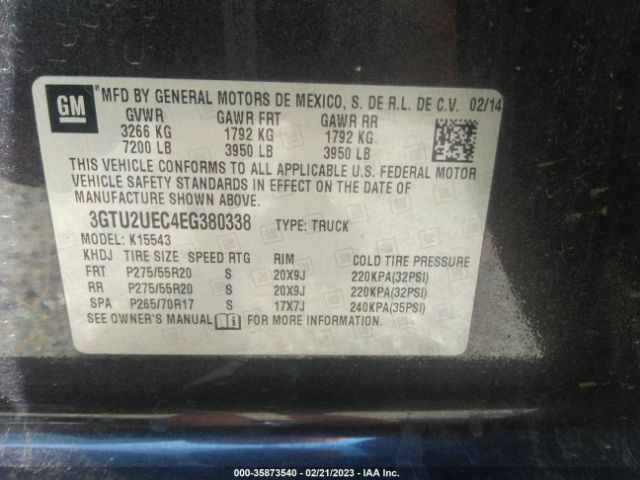 GM
MFD BY GENERAL MOTORS DE MEXICO, S. DE R.L. DE C.V. 02/14
GVWR GAWR FRT GAWR RR
3266 KG 1792 KG 1792 KG
7200 LB 3950 LB 3950 LB
THIS VEHICLE CONFORMS TO ALL APPLICABLE U.S. FEDERAL MOTOR
VEHICLE SAFETY STANDARDS IN EFFECT ON THE DATE OF
MANUFACTURE SHOWN ABOVE.
3GTU2UEC4EG380338 TYPE: TRUCK
MODEL: K15543
KHDJ TIRE SIZE SPEED RTG RIM COLD TIRE PRESSURE
FRT P275/55R20 S 20X9J 220KPA(32PSI)
RR P275/55R20 S 20X9J 220KPA(32PSI)
SPA P265/70R17 S 17X7J 240KPA(35PSI)
SEE OWNER'S MANUAL FOR MORE INFORMATION.
000-35873540 - 02/21/2023 - IAA Inc.